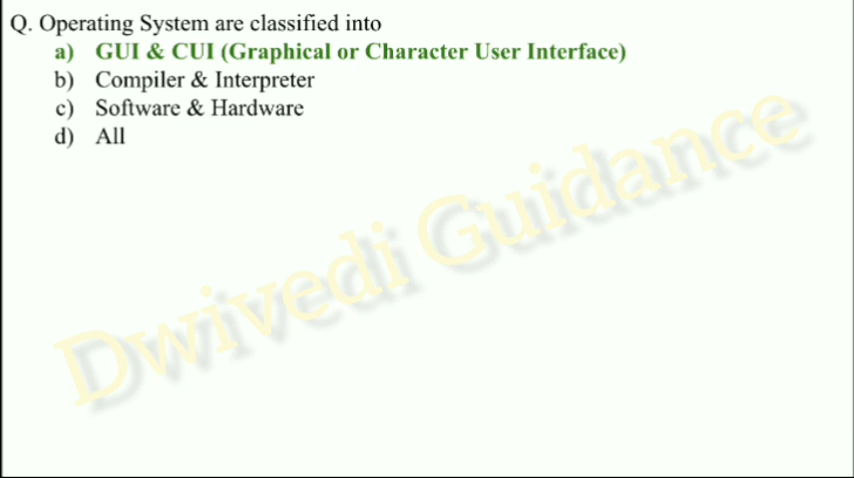 Q. Operating System are classified into
a) GUI & CUI (Graphical or Character User Interface)
b) Compiler & Interpreter
c) Software & Hardware
d) All
Dwivedi Guidance